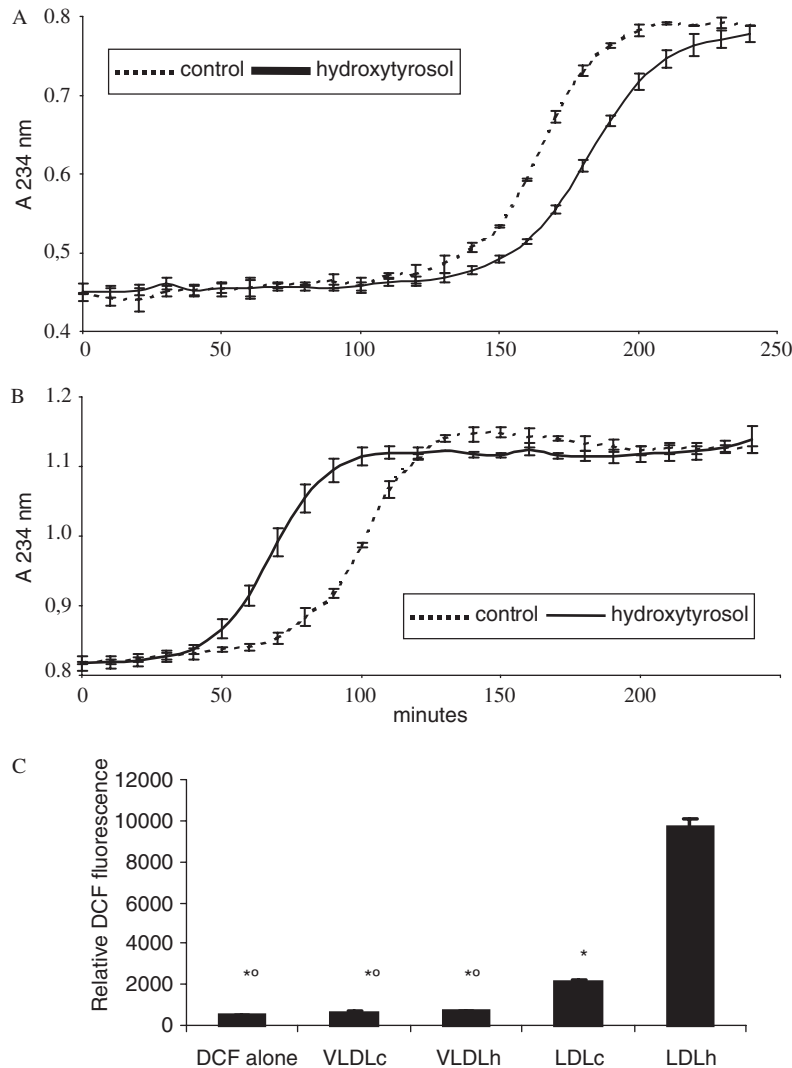 A
0.8
0.7
0.6
0.5
0.4
A 234 nm
control hydroxytyrosol
0 50 100 150 200 250
B
1.2
1.1
1.0
0,9
0.8
A 234 nm
control hydroxytyrosol
0 50 100 150 200
minutes
C
12000
10000
8000
6000
4000
2000
0
Relative DCF fluorescence
*o *o *o *
DCF alone VLDLc VLDLh LDLc LDLh